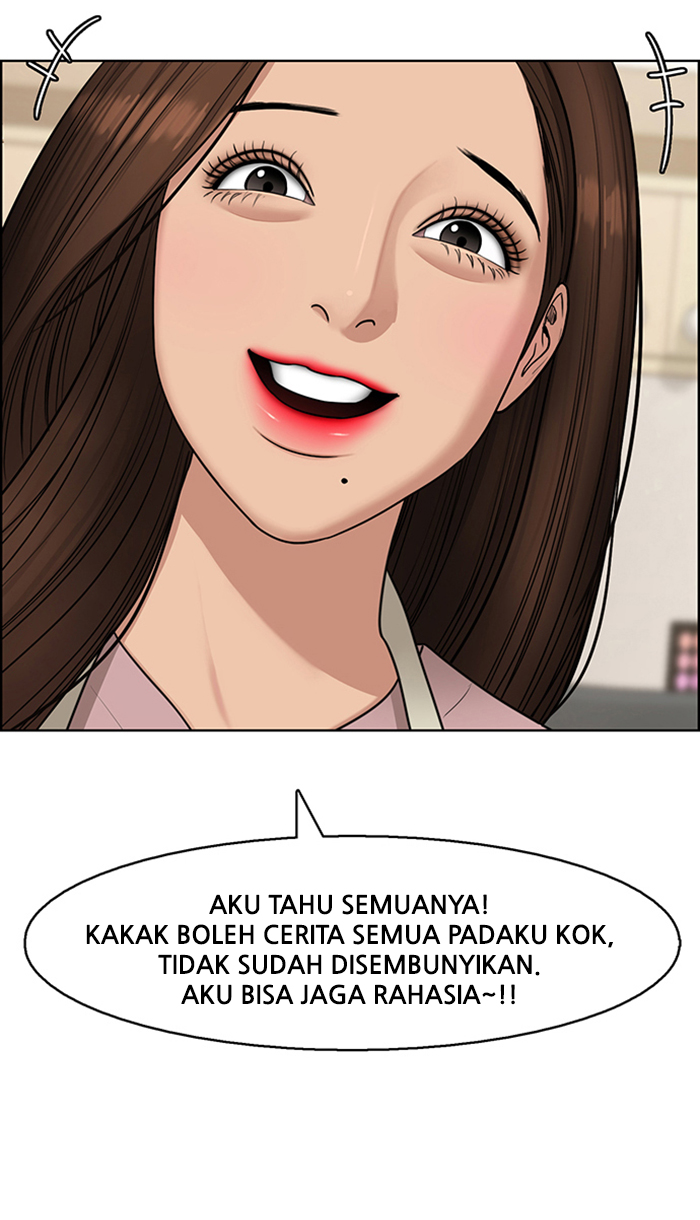 AKU TAHU SEMUANYA!
KAKAK BOLEH CERITA SEMUA PADAKU KOK,
TIDAK SUDAH DISEMBUNYIKAN.
AKU BISA JAGA RAHASIA~!!